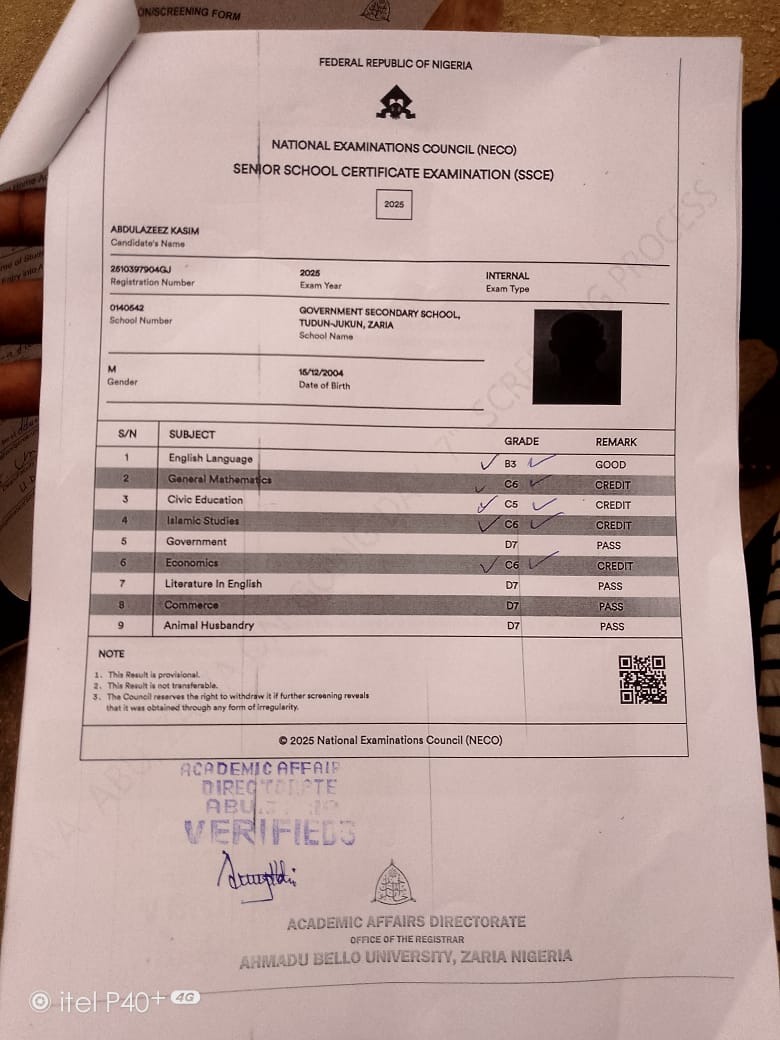 ON/SCREENING FORM
FEDERAL REPUBLIC OF NIGERIA
NATIONAL EXAMINATIONS COUNCIL (NECO)
SENIOR SCHOOL CERTIFICATE EXAMINATION (SSCE)
2025
ABDULAZEEZ KASIM
Candidate's Name
2510397904GJ 2025 INTERNAL
Registration Number Exam Year Exam Type
0140542 GOVERNMENT SECONDARY SCHOOL,
School Number TUDUN-JUKUN, ZARIA
School Name
M 15/12/2004
Gender Date of Birth
S/N SUBJECT GRADE REMARK
1 English Language B3 GOOD
2 General Mathematics C6 CREDIT
3 Civic Education C5 CREDIT
4 Islamic Studies C6 CREDIT
5 Government D7 PASS
6 Economics C6 CREDIT
7 Literature In English D7 PASS
8 Commerce D7 PASS
9 Animal Husbandry D7 PASS
NOTE
1. This Result is provisional.
2. This Result is not transferable.
3. The Council reserves the right to withdraw it if further screening reveals
that it was obtained through any form of irregularity.
© 2025 National Examinations Council (NECO)
ACADEMIC AFFAIR
DIRECTORATE
ABU
VERIFIED3
ACADEMIC AFFAIRS DIRECTORATE
OFFICE OF THE REGISTRAR
AHMADU BELLO UNIVERSITY, ZARIA NIGERIA
itel P40+ 4G